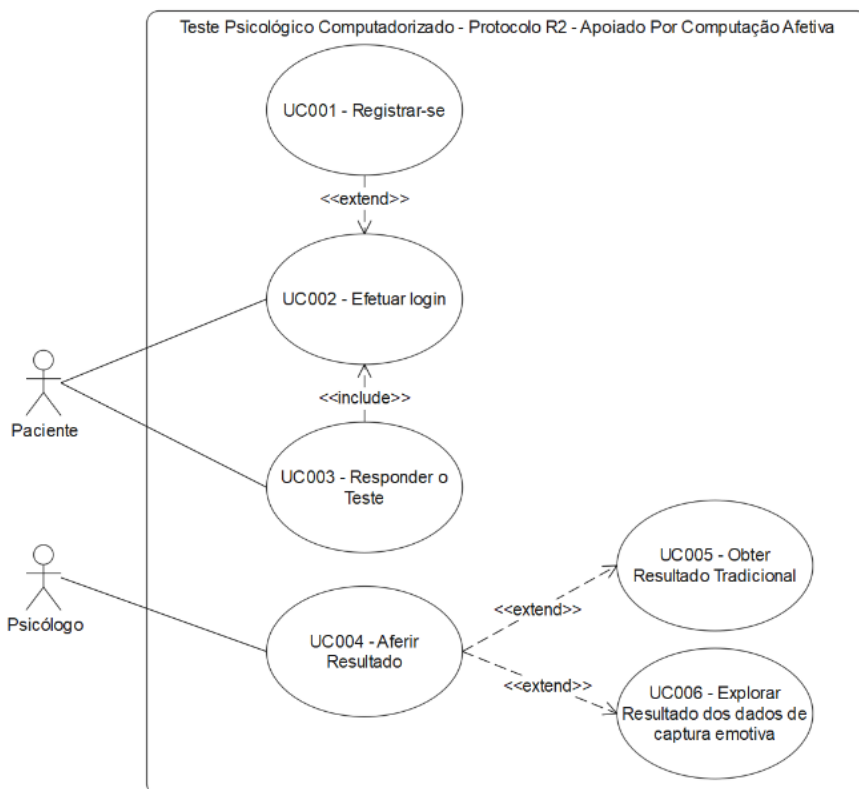 Teste Psicológico Computadorizado - Protocolo R2 - Apoiado Por Computação Afetiva
UC001 - Registrar-se
<<extend>>
UC002 - Efetuar login
<<include>>
Paciente
UC003 - Responder o
Teste
UC005 - Obter
Resultado Tradicional
<<extend>>
Psicólogo
UC004 - Aferir
Resultado
<<extend>>
UC006 - Explorar
Resultado dos dados de
captura emotiva